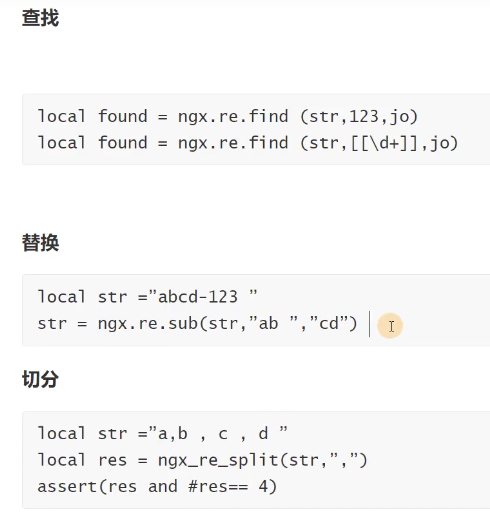 查找
local found = ngx.re.find (str,123,jo)
local found = ngx.re.find (str,[[\d+]],jo)
替换
local str =”abcd-123 ”
str = ngx.re.sub(str,”ab ”,”cd”)
切分
local str =”a,b , c , d ”
local res = ngx_re_split(str,”,”)
assert(res and #res== 4)